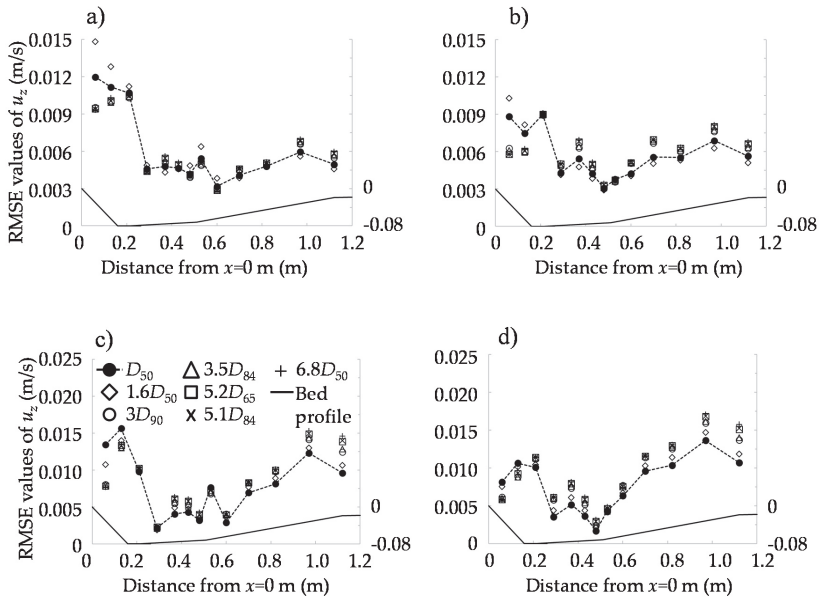 a)
RMSE values of u_z (m/s)
0.015
0.012
0.009
0.006
0.003
0
0
-0.08
0 0.2 0.4 0.6 0.8 1.0 1.2
Distance from x=0 m (m)
b)
0.015
0.012
0.009
0.006
0.003
0
0
-0.08
0 0.2 0.4 0.6 0.8 1.0 1.2
Distance from x=0 m (m)
c)
RMSE values of u_z (m/s)
0.025
0.020
0.015
0.010
0.005
0
D50 3.5D84 6.8D50
1.6D50 5.2D65 Bed
3D90 5.1D84 profile
0
-0.08
0 0.2 0.4 0.6 0.8 1.0 1.2
Distance from x=0 m (m)
d)
0.025
0.020
0.015
0.010
0.005
0
0
-0.08
0 0.2 0.4 0.6 0.8 1.0 1.2
Distance from x=0 m (m)